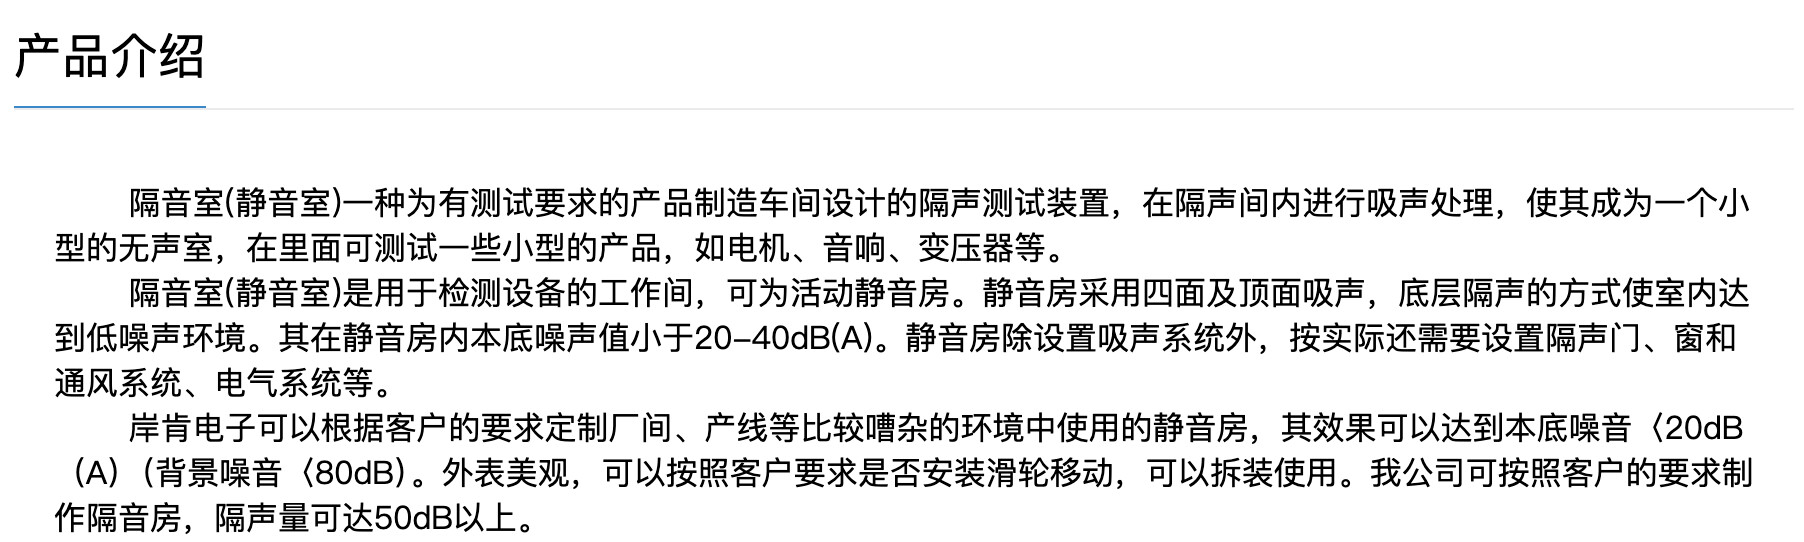 产品介绍
隔音室(静音室)一种为有测试要求的产品制造车间设计的隔声测试装置，在隔声间内进行吸声处理，使其成为一个小
型的无声室，在里面可测试一些小型的产品，如电机、音响、变压器等。
隔音室(静音室)是用于检测设备的工作间，可为活动静音房。静音房采用四面及顶面吸声，底层隔声的方式使室内达
到低噪声环境。其在静音房内本底噪声值小于20–40dB(A)。静音房除设置吸声系统外，按实际还需要设置隔声门、窗和
通风系统、电气系统等。
岸肯电子可以根据客户的要求定制厂间、产线等比较嘈杂的环境中使用的静音房，其效果可以达到本底噪音〈20dB
（A）（背景噪音〈80dB）。外表美观，可以按照客户要求是否安装滑轮移动，可以拆装使用。我公司可按照客户的要求制
作隔音房，隔声量可达50dB以上。